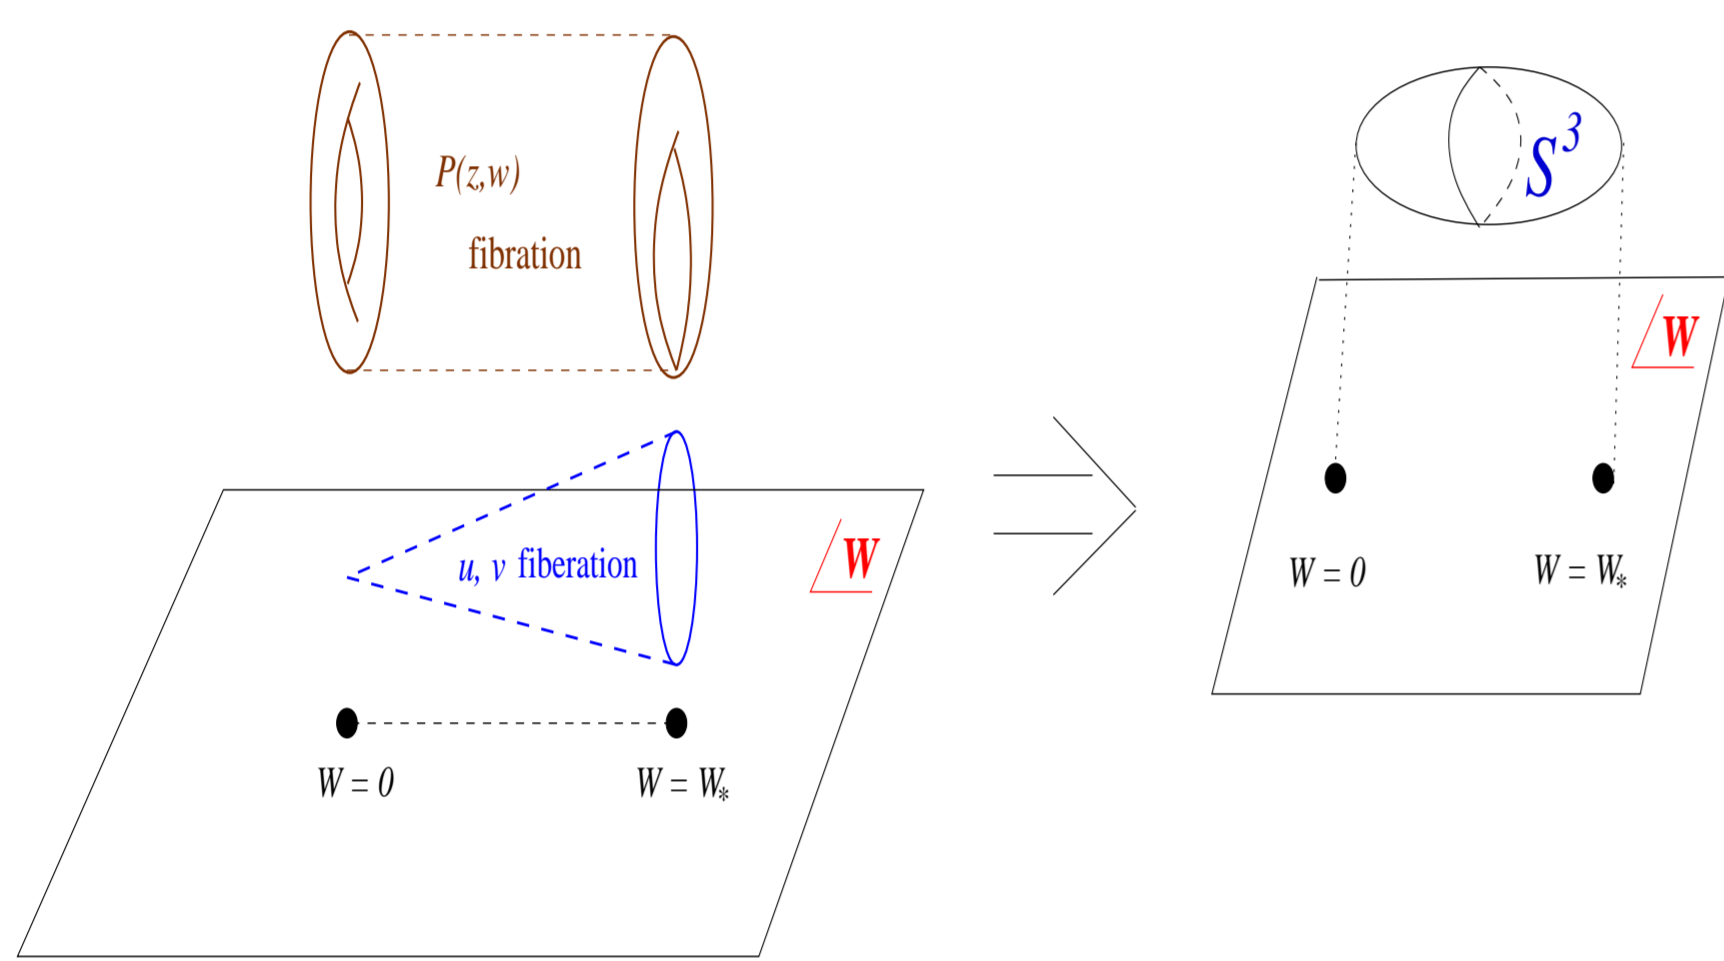 P(z,w)
fibration
u, v fiberation
W
W = 0
W = W*
S³
W
W = 0
W = W*